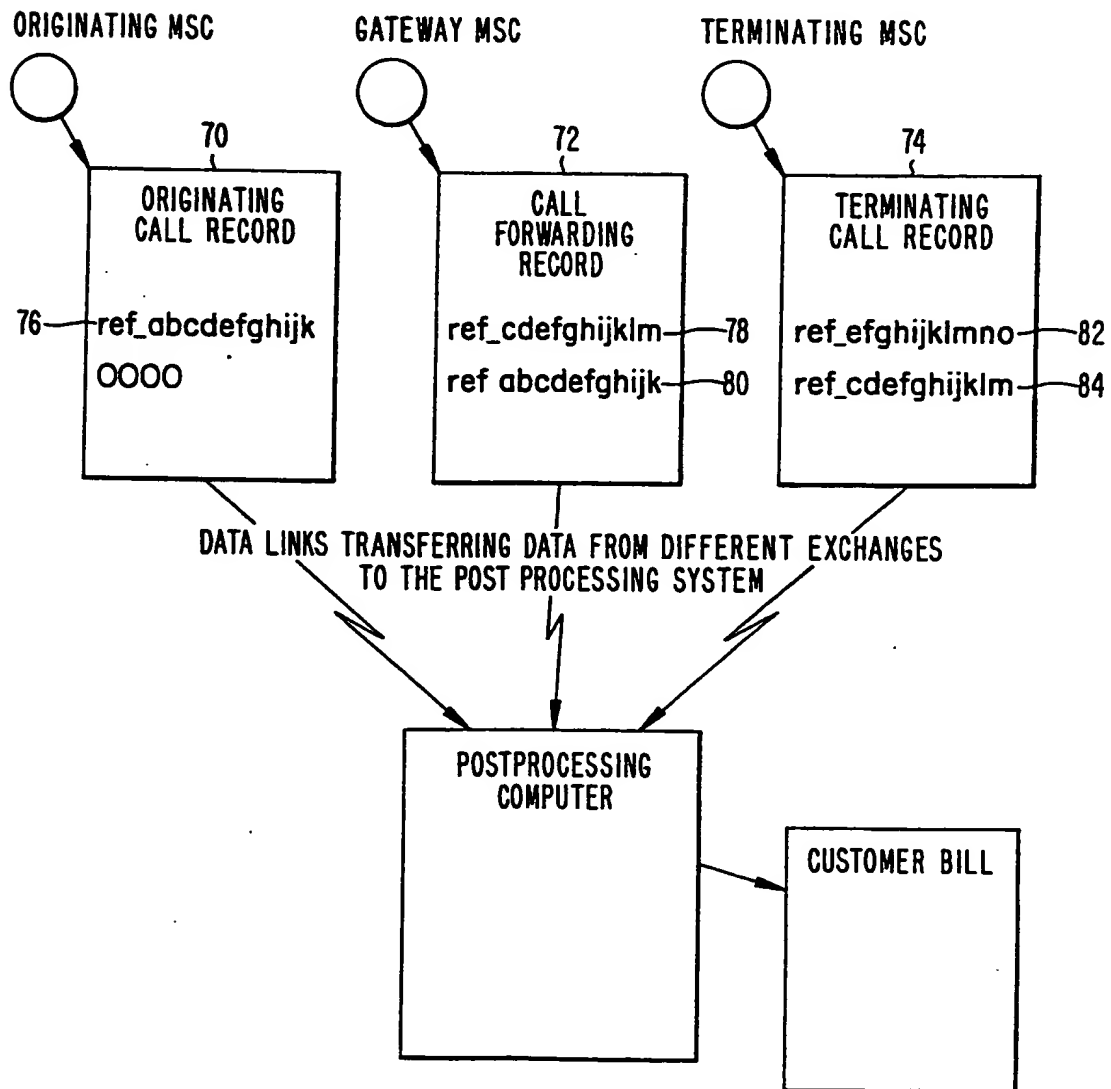 ORIGINATING MSC
GATEWAY MSC
TERMINATING MSC
70
72
74
ORIGINATING
CALL RECORD
CALL
FORWARDING
RECORD
TERMINATING
CALL RECORD
76
ref_abcdefghijk
0000
ref_cdefghijklm
78
ref abcdefghijk
80
ref_efghijklmno
82
ref_cdefghijklm
84
DATA LINKS TRANSFERRING DATA FROM DIFFERENT EXCHANGES
TO THE POST PROCESSING SYSTEM
POSTPROCESSING
COMPUTER
CUSTOMER BILL